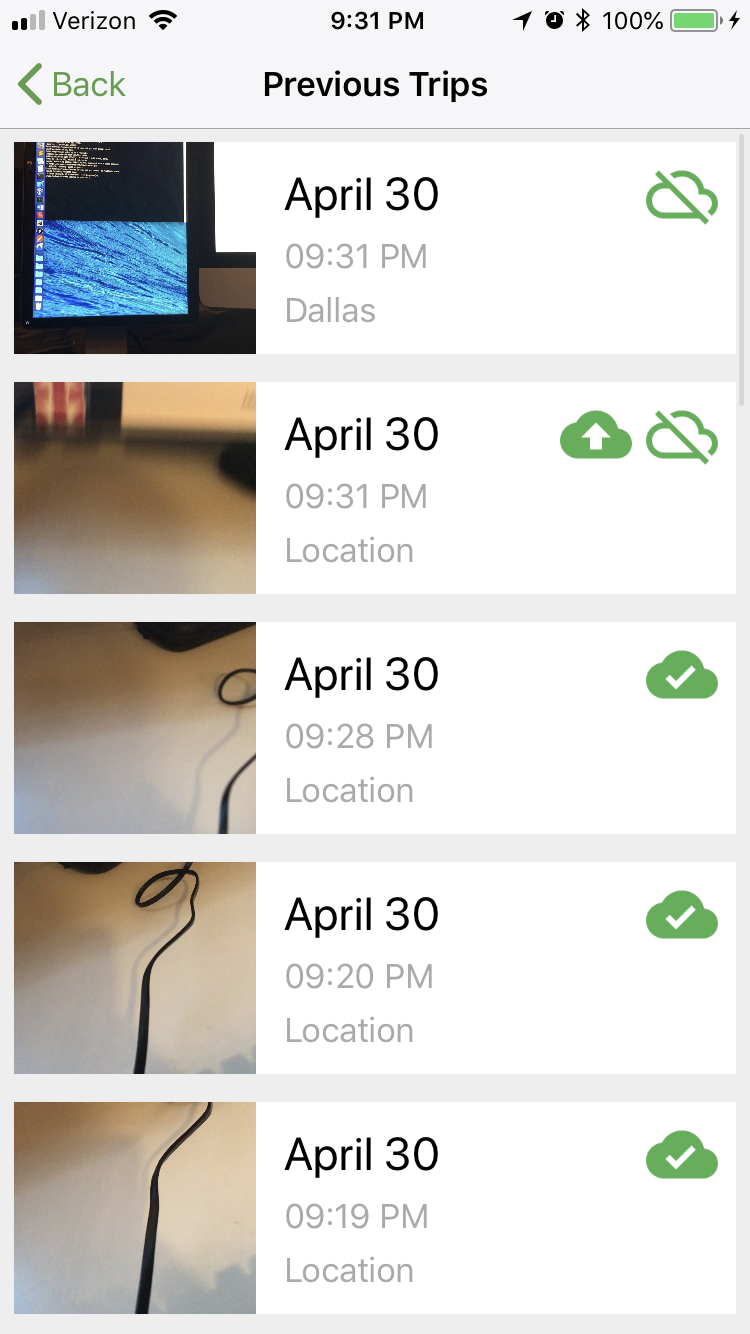 Verizon 9:31 PM 100%
Back Previous Trips
April 30
09:31 PM
Dallas
April 30
09:31 PM
Location
April 30
09:28 PM
Location
April 30
09:20 PM
Location
April 30
09:19 PM
Location